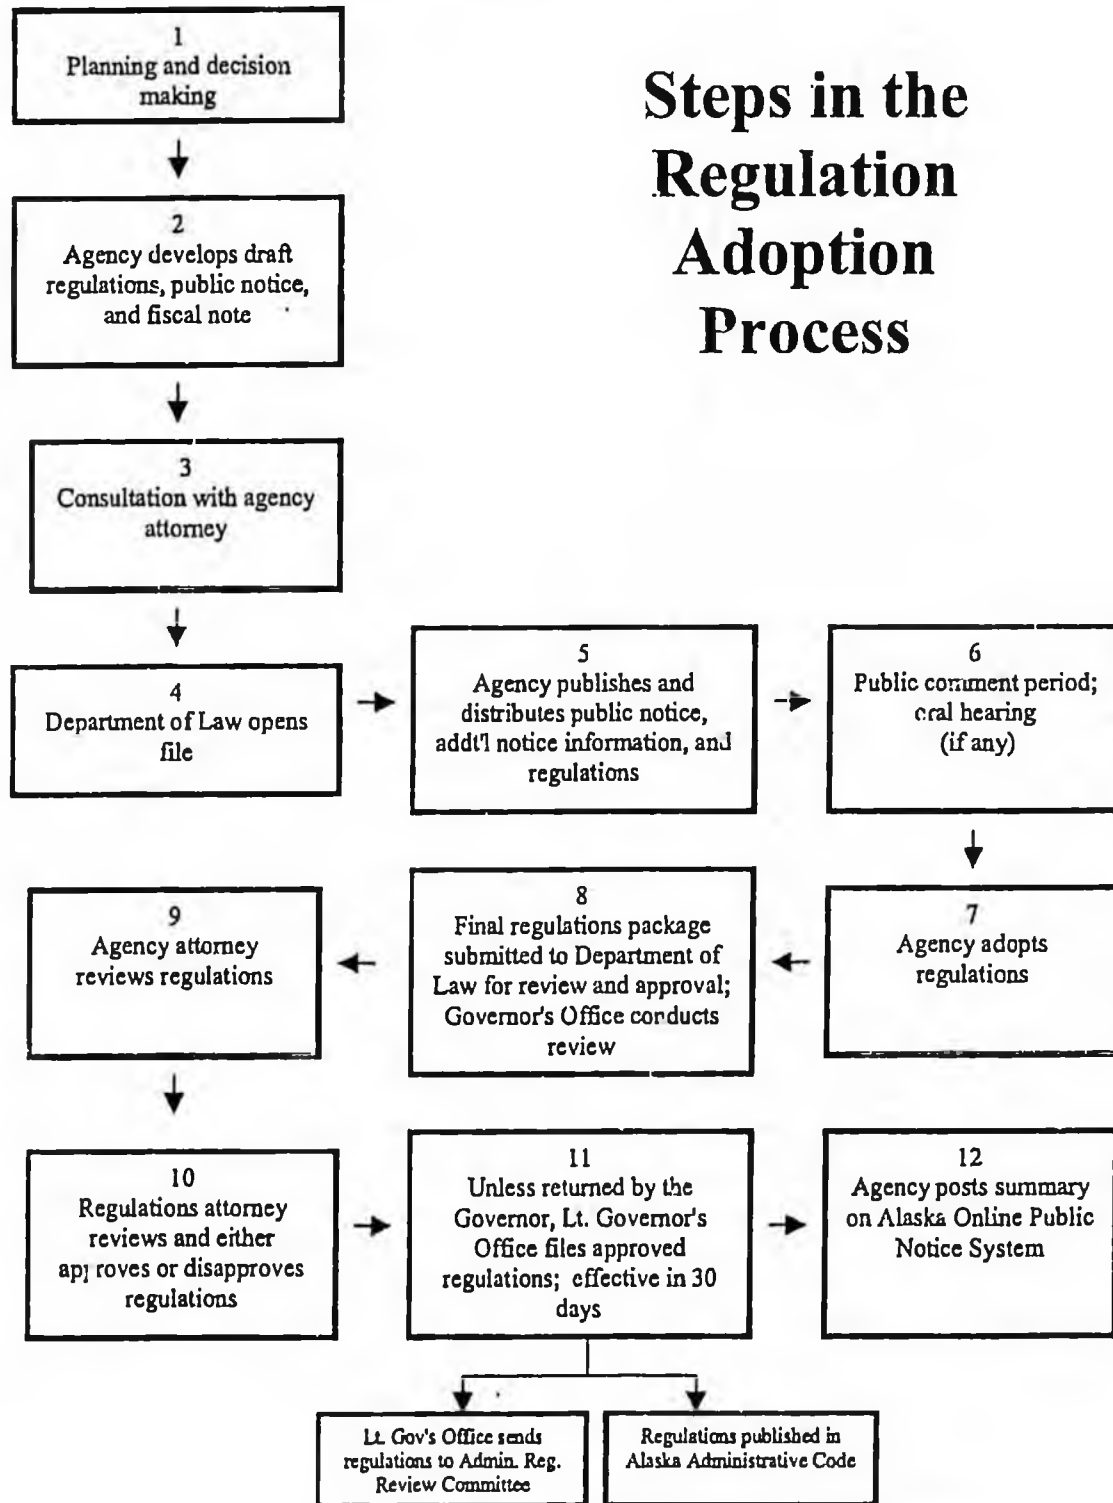 Steps in the
Regulation
Adoption
Process
1
Planning and decision
making
2
Agency develops draft
regulations, public notice,
and fiscal note
3
Consultation with agency
attorney
4
Department of Law opens
file
5
Agency publishes and
distributes public notice,
addt'l notice information, and
regulations
6
Public comment period;
oral hearing
(if any)
7
Agency adopts
regulations
8
Final regulations package
submitted to Department of
Law for review and approval;
Governor's Office conducts
review
9
Agency attorney
reviews regulations
10
Regulations attorney
reviews and either
approves or disapproves
regulations
11
Unless returned by the
Governor, Lt. Governor's
Office files approved
regulations; effective in 30
days
12
Agency posts summary
on Alaska Online Public
Notice System
Lt. Gov's Office sends
regulations to Admin. Reg.
Review Committee
Regulations published in
Alaska Administrative Code